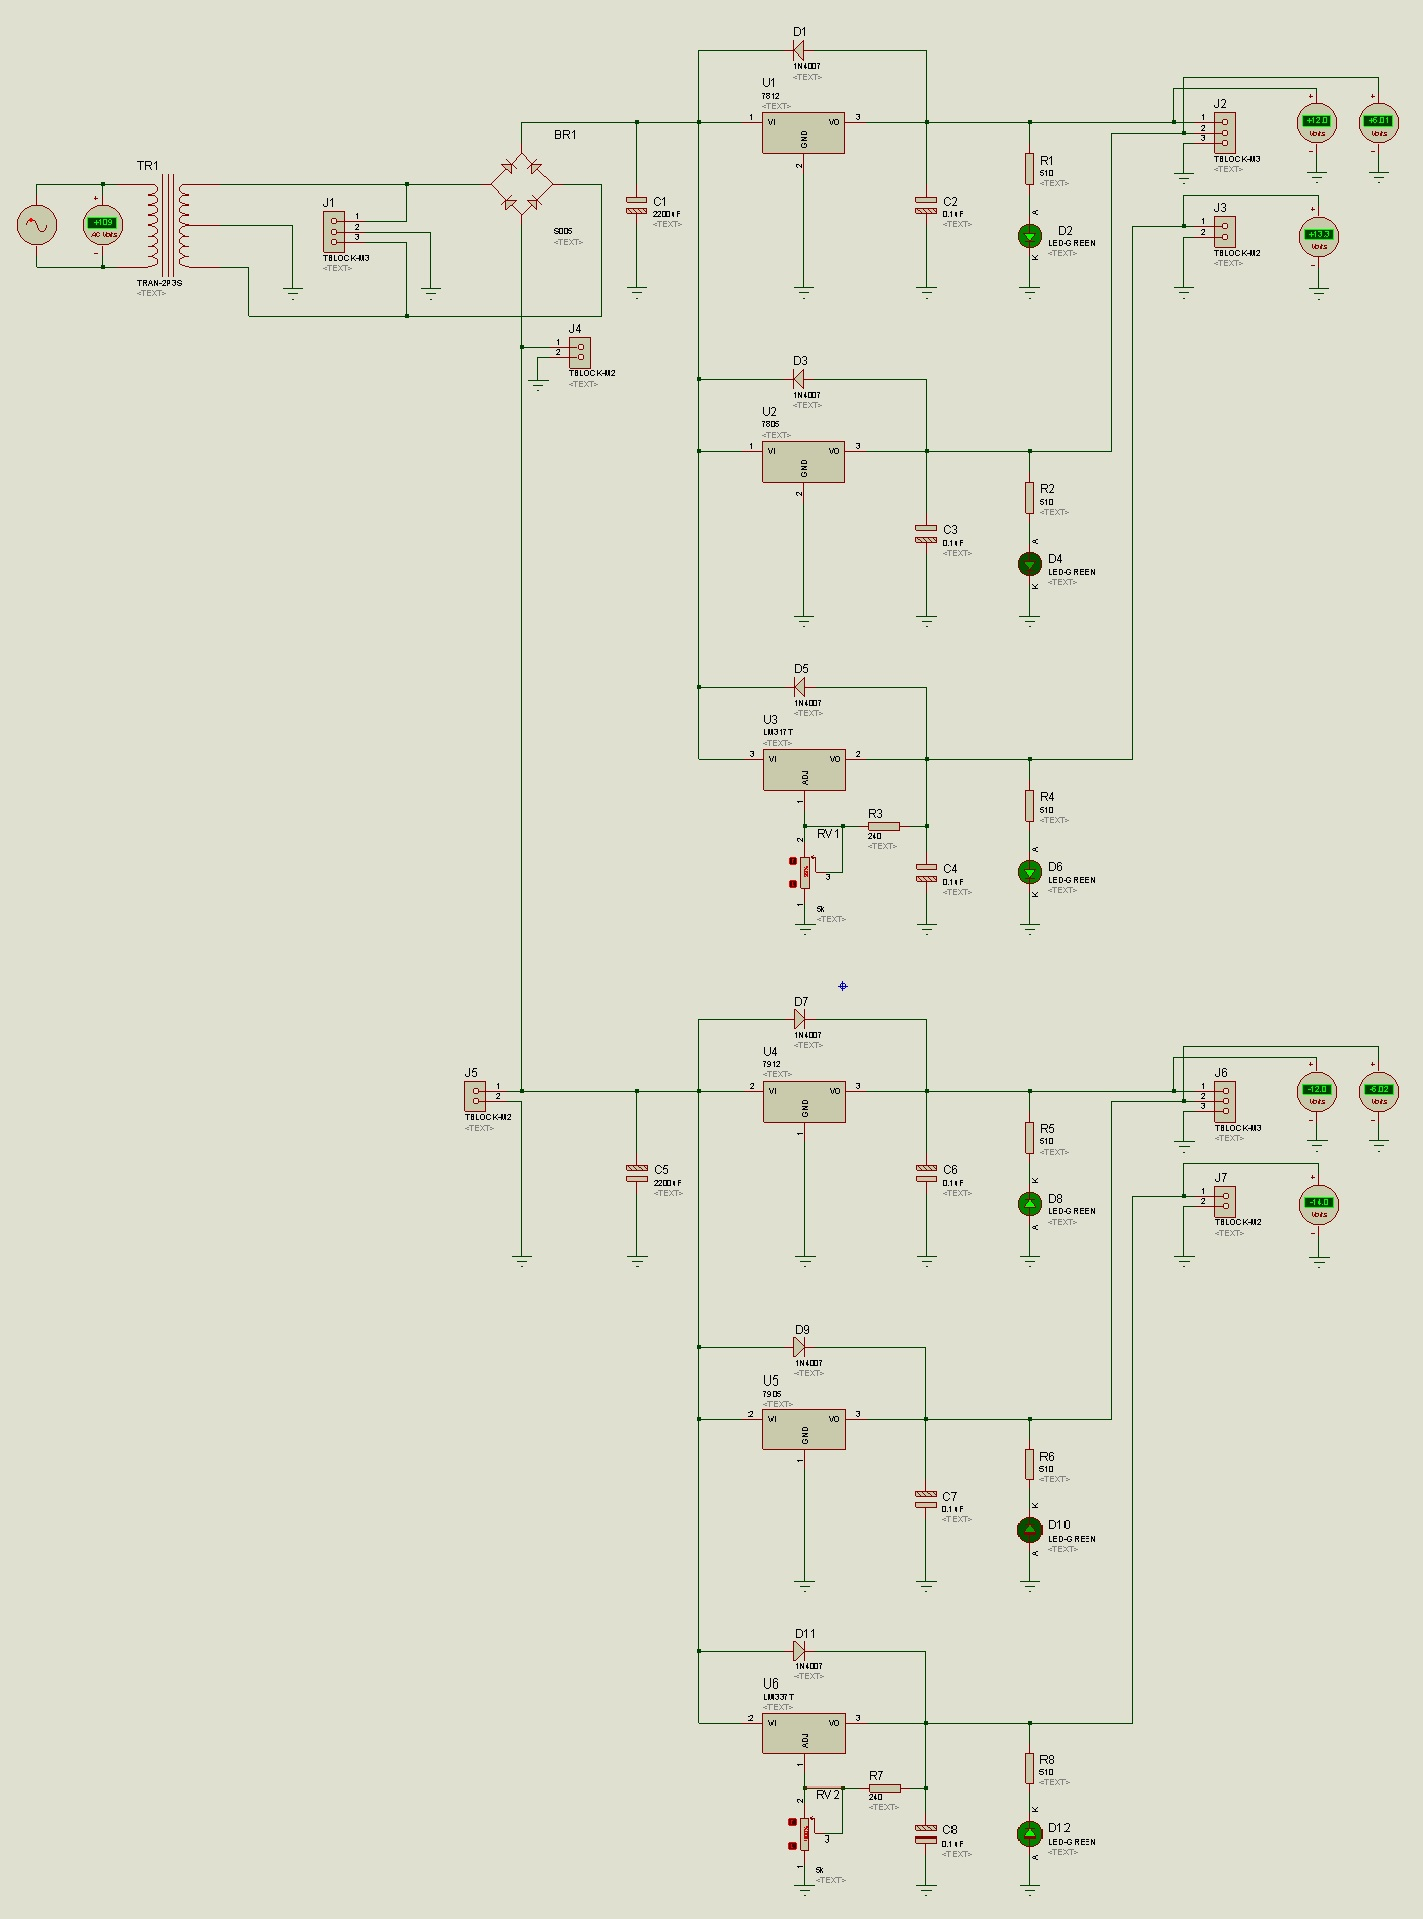 D1
1N4007
<TEXT>
U1
7812
<TEXT>
1
VI
VO
3
GND
2
BR1
S005
<TEXT>
TR1
TRAN-2P3S
<TEXT>
AC Volts
J1
1
2
3
TBLOCK-M3
<TEXT>
C1
2200uF
<TEXT>
C2
0.1uF
<TEXT>
R1
510
<TEXT>
A
D2
LED-GREEN
<TEXT>
K
J2
1
2
3
TBLOCK-M3
<TEXT>
+12.0
Volts
Volts
J3
1
2
TBLOCK-M2
<TEXT>
+13.3
Volts
J4
1
2
TBLOCK-M2
<TEXT>
D3
1N4007
<TEXT>
U2
7805
<TEXT>
1
VI
VO
3
GND
2
R2
510
<TEXT>
C3
0.1uF
<TEXT>
A
D4
LED-GREEN
<TEXT>
K
D5
1N4007
<TEXT>
U3
LM317T
<TEXT>
3
VI
VO
2
ADJ
1
R4
510
<TEXT>
R3
240
<TEXT>
RV1
2
3
1
5k
<TEXT>
C4
0.1uF
<TEXT>
A
D6
LED-GREEN
<TEXT>
K
D7
1N4007
<TEXT>
U4
7912
<TEXT>
2
VI
VO
3
GND
1
J5
1
2
TBLOCK-M2
<TEXT>
C5
2200uF
<TEXT>
C6
0.1uF
<TEXT>
R5
510
<TEXT>
K
D8
LED-GREEN
<TEXT>
A
J6
1
2
3
TBLOCK-M3
<TEXT>
-12.0
Volts
Volts
J7
1
2
TBLOCK-M2
<TEXT>
-14.0
Volts
D9
1N4007
<TEXT>
U5
7905
<TEXT>
2
VI
VO
3
GND
1
R6
510
<TEXT>
C7
0.1uF
<TEXT>
K
D10
LED-GREEN
<TEXT>
A
D11
1N4007
<TEXT>
U6
LM337T
<TEXT>
2
VI
VO
3
ADJ
1
R8
510
<TEXT>
R7
240
<TEXT>
RV2
2
3
1
5k
<TEXT>
C8
0.1uF
<TEXT>
K
D12
LED-GREEN
<TEXT>
A